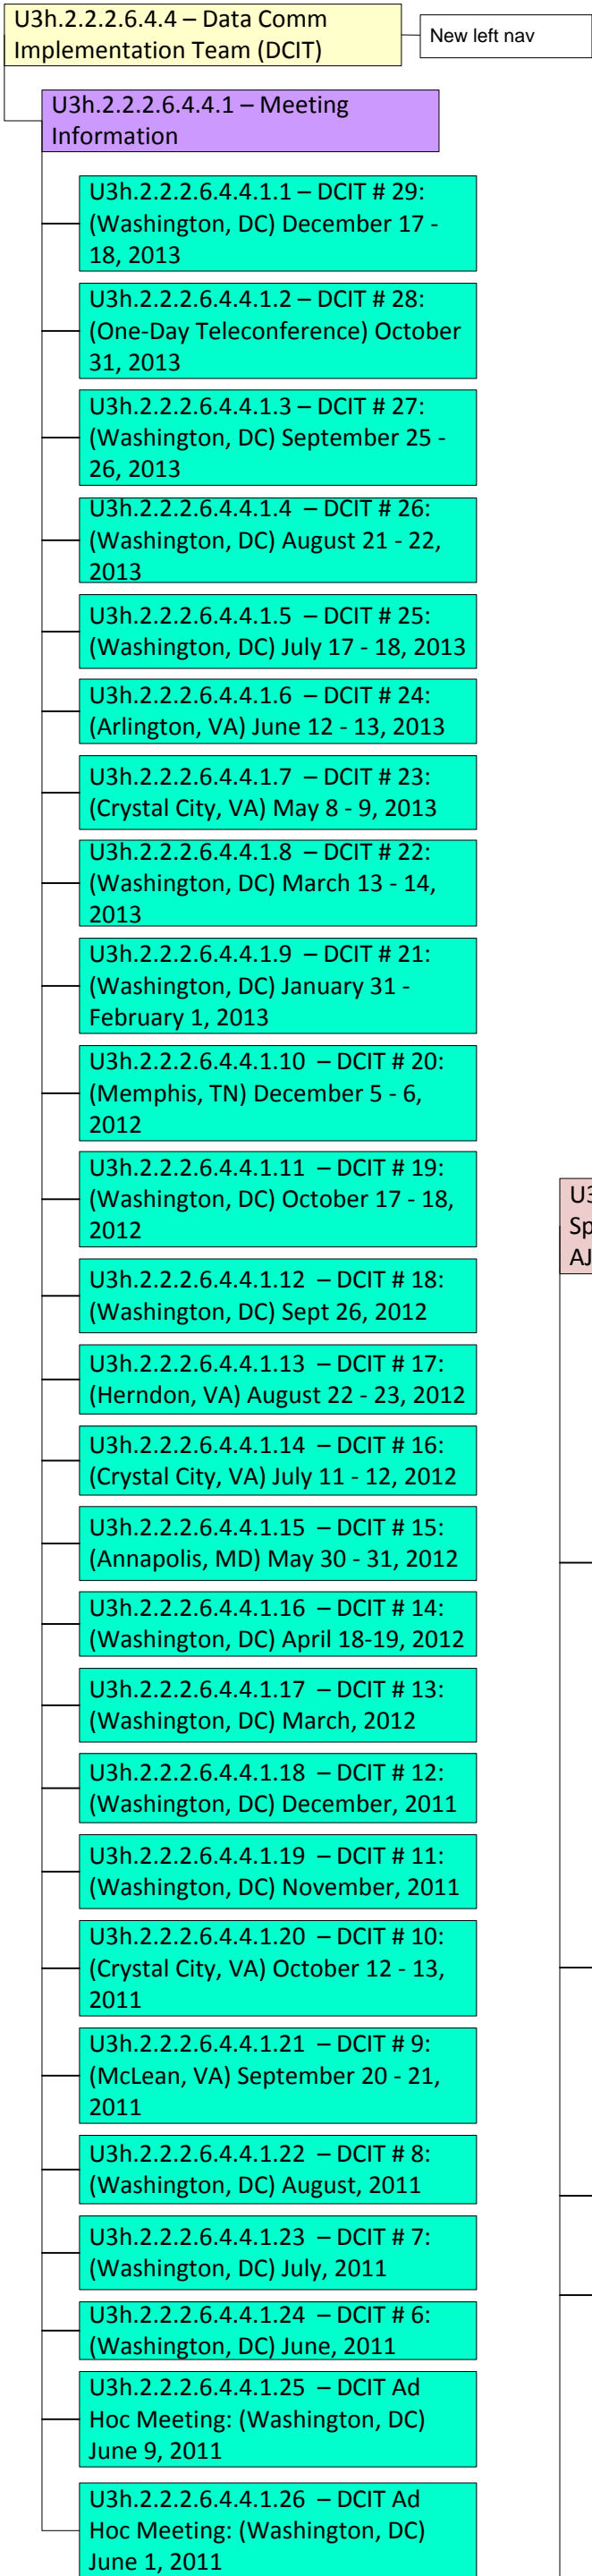 U3h.2.2.2.6.4.4 – Data Comm
Implementation Team (DCIT)
New left nav
U3h.2.2.2.6.4.4.1 – Meeting
Information
U3h.2.2.2.6.4.4.1.1 – DCIT # 29:
(Washington, DC) December 17 -
18, 2013
U3h.2.2.2.6.4.4.1.2 – DCIT # 28:
(One-Day Teleconference) October
31, 2013
U3h.2.2.2.6.4.4.1.3 – DCIT # 27:
(Washington, DC) September 25 -
26, 2013
U3h.2.2.2.6.4.4.1.4 – DCIT # 26:
(Washington, DC) August 21 - 22,
2013
U3h.2.2.2.6.4.4.1.5 – DCIT # 25:
(Washington, DC) July 17 - 18, 2013
U3h.2.2.2.6.4.4.1.6 – DCIT # 24:
(Arlington, VA) June 12 - 13, 2013
U3h.2.2.2.6.4.4.1.7 – DCIT # 23:
(Crystal City, VA) May 8 - 9, 2013
U3h.2.2.2.6.4.4.1.8 – DCIT # 22:
(Washington, DC) March 13 - 14,
2013
U3h.2.2.2.6.4.4.1.9 – DCIT # 21:
(Washington, DC) January 31 -
February 1, 2013
U3h.2.2.2.6.4.4.1.10 – DCIT # 20:
(Memphis, TN) December 5 - 6,
2012
U3h.2.2.2.6.4.4.1.11 – DCIT # 19:
(Washington, DC) October 17 - 18,
2012
U3h.2.2.2.6.4.4.1.12 – DCIT # 18:
(Washington, DC) Sept 26, 2012
U3h.2.2.2.6.4.4.1.13 – DCIT # 17:
(Herndon, VA) August 22 - 23, 2012
U3h.2.2.2.6.4.4.1.14 – DCIT # 16:
(Crystal City, VA) July 11 - 12, 2012
U3h.2.2.2.6.4.4.1.15 – DCIT # 15:
(Annapolis, MD) May 30 - 31, 2012
U3h.2.2.2.6.4.4.1.16 – DCIT # 14:
(Washington, DC) April 18-19, 2012
U3h.2.2.2.6.4.4.1.17 – DCIT # 13:
(Washington, DC) March, 2012
U3h.2.2.2.6.4.4.1.18 – DCIT # 12:
(Washington, DC) December, 2011
U3h.2.2.2.6.4.4.1.19 – DCIT # 11:
(Washington, DC) November, 2011
U3h.2.2.2.6.4.4.1.20 – DCIT # 10:
(Crystal City, VA) October 12 - 13,
2011
U3h.2.2.2.6.4.4.1.21 – DCIT # 9:
(McLean, VA) September 20 - 21,
2011
U3h.2.2.2.6.4.4.1.22 – DCIT # 8:
(Washington, DC) August, 2011
U3h.2.2.2.6.4.4.1.23 – DCIT # 7:
(Washington, DC) July, 2011
U3h.2.2.2.6.4.4.1.24 – DCIT # 6:
(Washington, DC) June, 2011
U3h.2.2.2.6.4.4.1.25 – DCIT Ad
Hoc Meeting: (Washington, DC)
June 9, 2011
U3h.2.2.2.6.4.4.1.26 – DCIT Ad
Hoc Meeting: (Washington, DC)
June 1, 2011